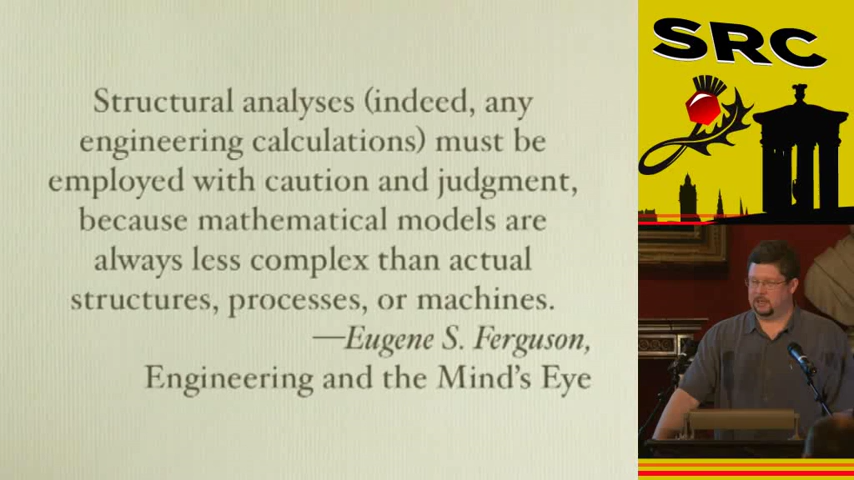 Structural analyses (indeed, any
engineering calculations) must be
employed with caution and judgment,
because mathematical models are
always less complex than actual
structures, processes, or machines.
—Eugene S. Ferguson,
Engineering and the Mind's Eye
SRC